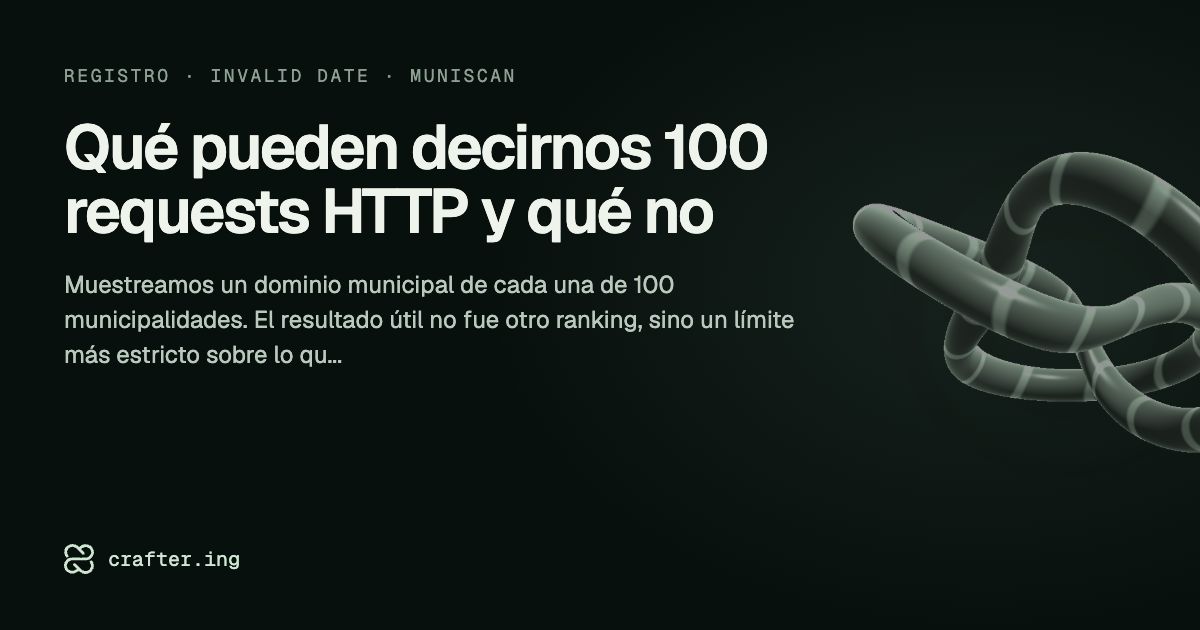 REGISTRO · INVALID DATE · MUNISCAN
Qué pueden decirnos 100
requests HTTP y qué no
Muestreamos un dominio municipal de cada una de 100
municipalidades. El resultado útil no fue otro ranking, sino un límite
más estricto sobre lo qu...
crafter.ing